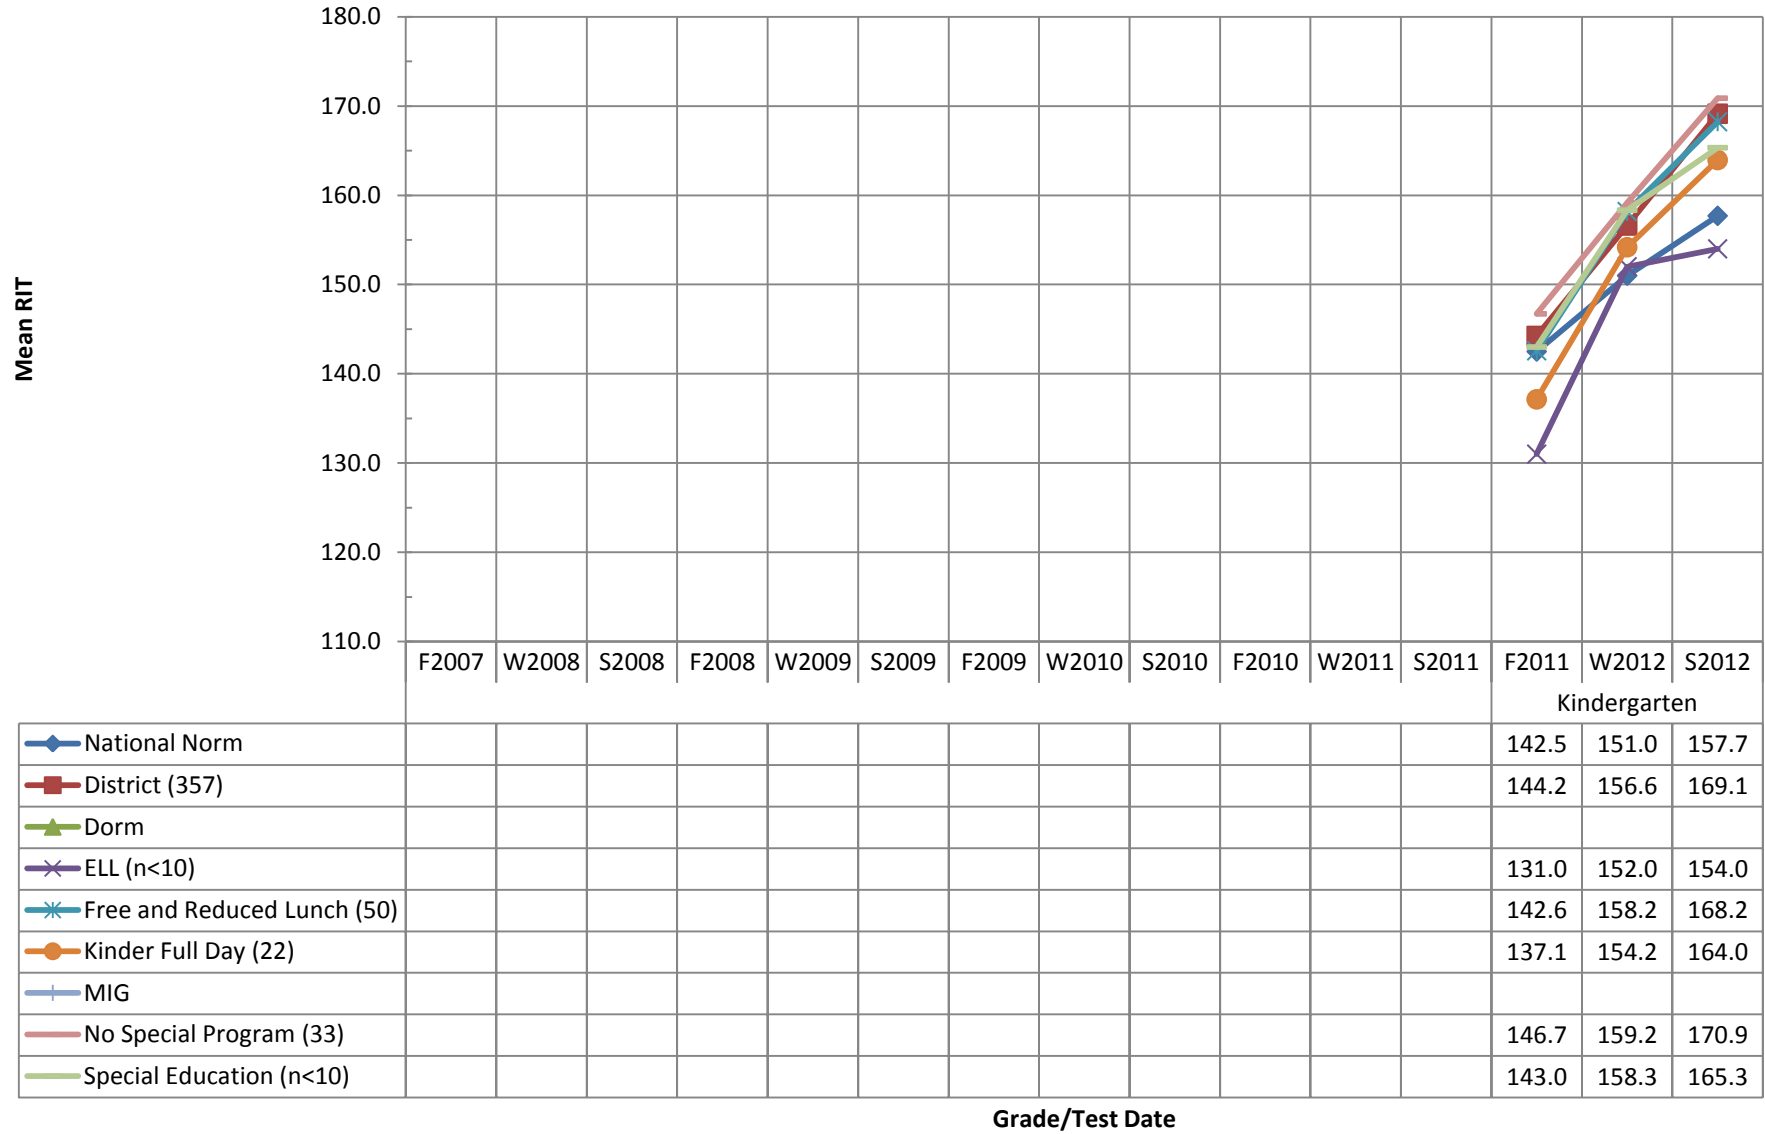 180.0
170.0
160.0
150.0
140.0
130.0
120.0
110.0
Mean RIT
F2007 W2008 S2008 F2008 W2009 S2009 F2009 W2010 S2010 F2010 W2011 S2011 F2011 W2012 S2012
Kindergarten
National Norm 142.5 151.0 157.7
District (357) 144.2 156.6 169.1
Dorm
ELL (n<10) 131.0 152.0 154.0
Free and Reduced Lunch (50) 142.6 158.2 168.2
Kinder Full Day (22) 137.1 154.2 164.0
MIG
No Special Program (33) 146.7 159.2 170.9
Special Education (n<10) 143.0 158.3 165.3
Grade/Test Date